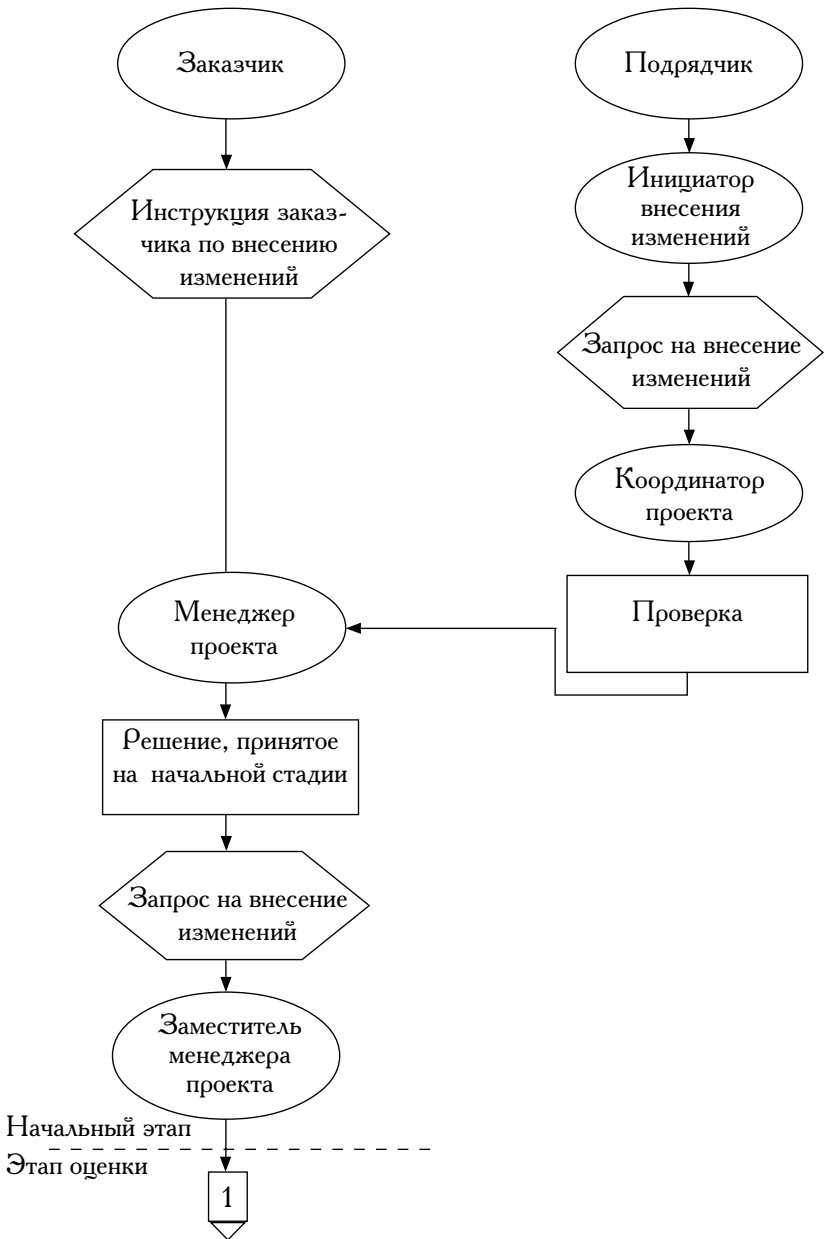 Заказчик
Подрядчик
Инструкция заказ-
чика по внесению
изменений
Инициатор
внесения
изменений
Запрос на внесение
изменений
Координатор
проекта
Менеджер
проекта
Проверка
Решение, принятое
на начальной стадии
Запрос на внесение
изменений
Заместитель
менеджера
проекта
Начальный этап
Этап оценки
1